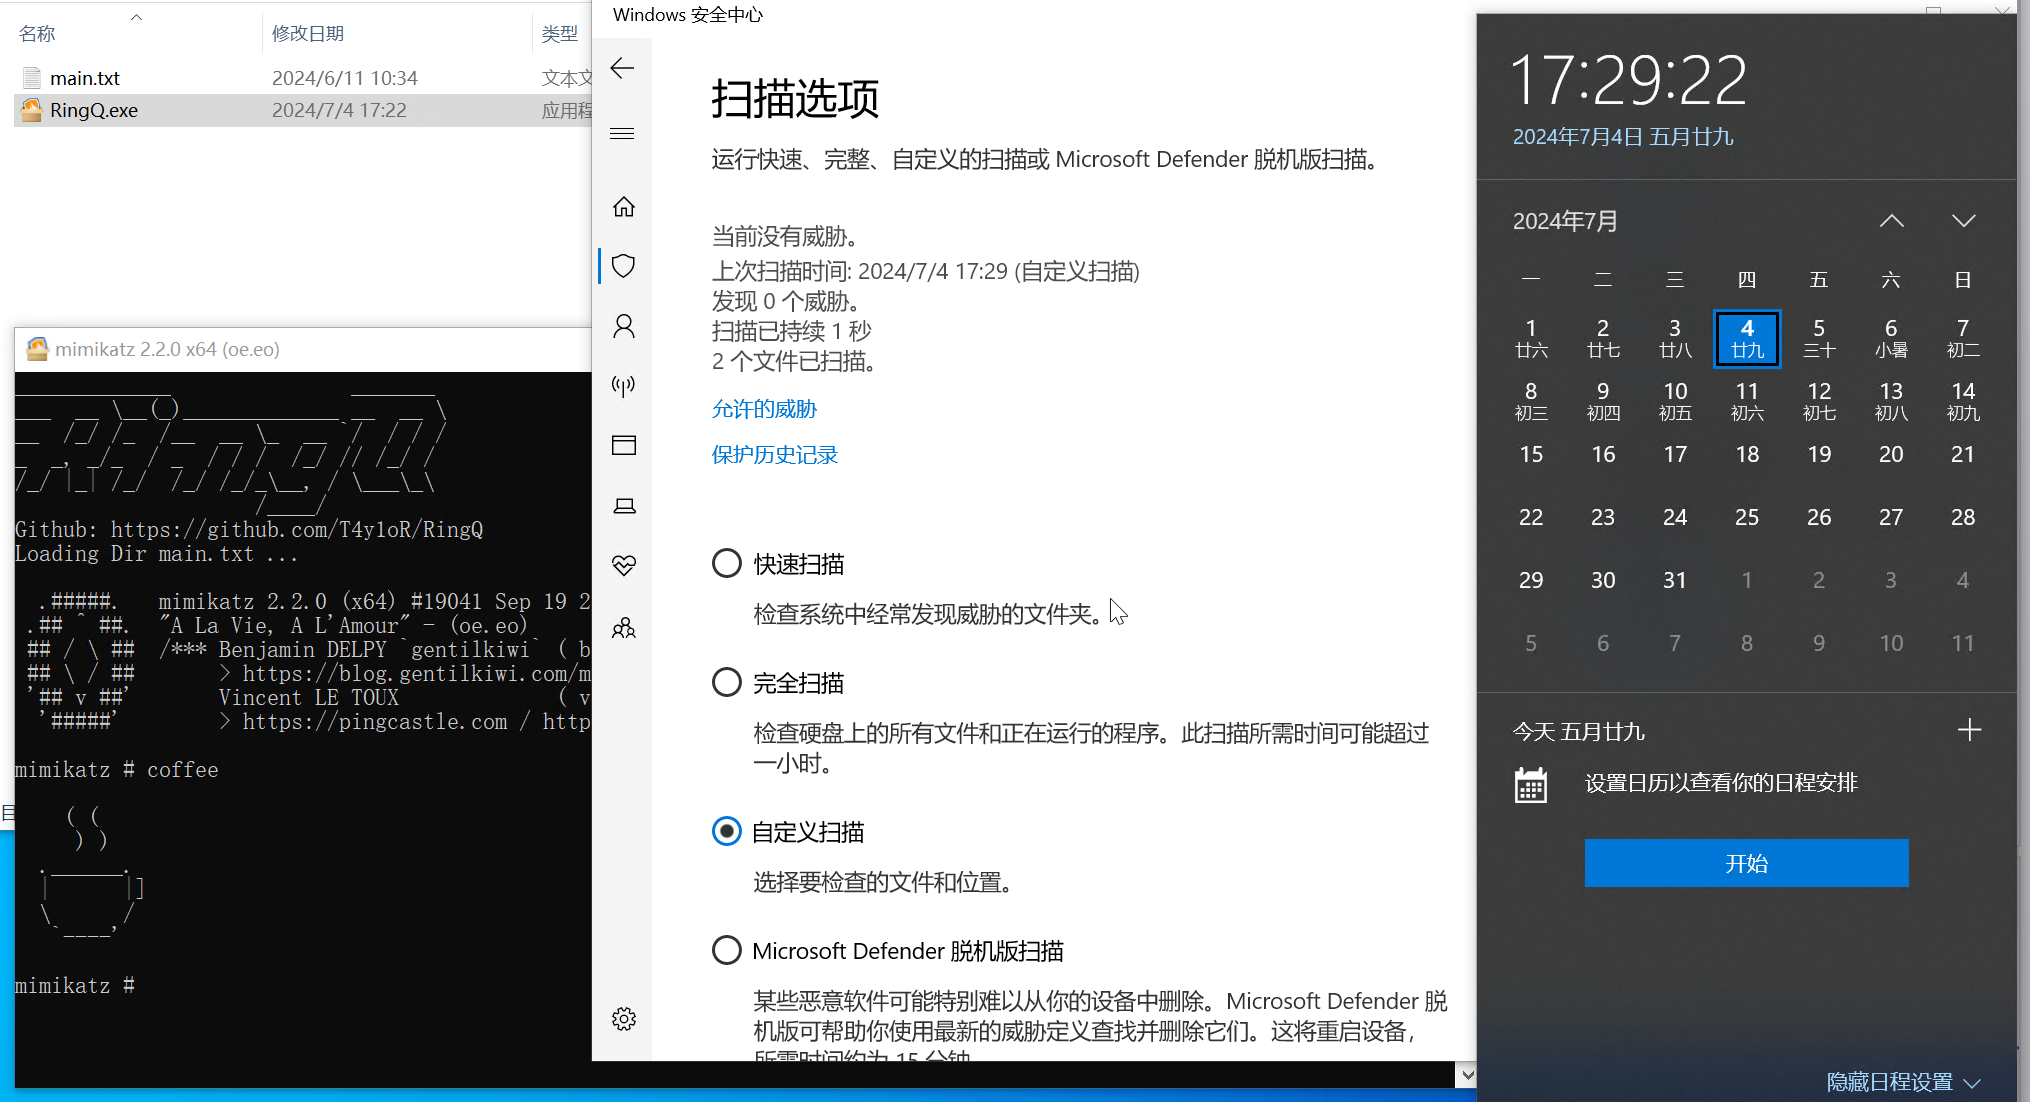 名称
修改日期
类型
main.txt
2024/6/11 10:34
文本文
RingQ.exe
2024/7/4 17:22
应用程
mimikatz 2.2.0 x64 (oe.eo)
Github: https://github.com/T4y1oR/RingQ
Loading Dir main.txt ...
.#####.   mimikatz 2.2.0 (x64) #19041 Sep 19 2
.## ^ ##.  "A La Vie, A L'Amour" - (oe.eo)
## / \ ##  /*** Benjamin DELPY `gentilkiwi` ( b
## \ / ##       > https://blog.gentilkiwi.com/m
'## v ##'       Vincent LE TOUX             ( v
'#####'        > https://pingcastle.com / http
mimikatz # coffee
    ( (
     ) )
  .______.
  |      |]
  \      /
   `----'
mimikatz #
目
Windows 安全中心
扫描选项
运行快速、完整、自定义的扫描或 Microsoft Defender 脱机版扫描。
当前没有威胁。
上次扫描时间: 2024/7/4 17:29 (自定义扫描)
发现 0 个威胁。
扫描已持续 1 秒
2 个文件已扫描。
允许的威胁
保护历史记录
快速扫描
检查系统中经常发现威胁的文件夹。
完全扫描
检查硬盘上的所有文件和正在运行的程序。此扫描所需时间可能超过
一小时。
自定义扫描
选择要检查的文件和位置。
Microsoft Defender 脱机版扫描
某些恶意软件可能特别难以从你的设备中删除。Microsoft Defender 脱
机版可帮助你使用最新的威胁定义查找并删除它们。这将重启设备，
所需时间约为 15 分钟
17:29:22
2024年7月4日 五月廿九
2024年7月
一 二 三 四 五 六 日
1 2 3 4 5 6 7
廿六 廿七 廿八 廿九 三十 小暑 初二
8 9 10 11 12 13 14
初三 初四 初五 初六 初七 初八 初九
15 16 17 18 19 20 21
22 23 24 25 26 27 28
29 30 31 1 2 3 4
5 6 7 8 9 10 11
今天 五月廿九
设置日历以查看你的日程安排
开始
隐藏日程设置